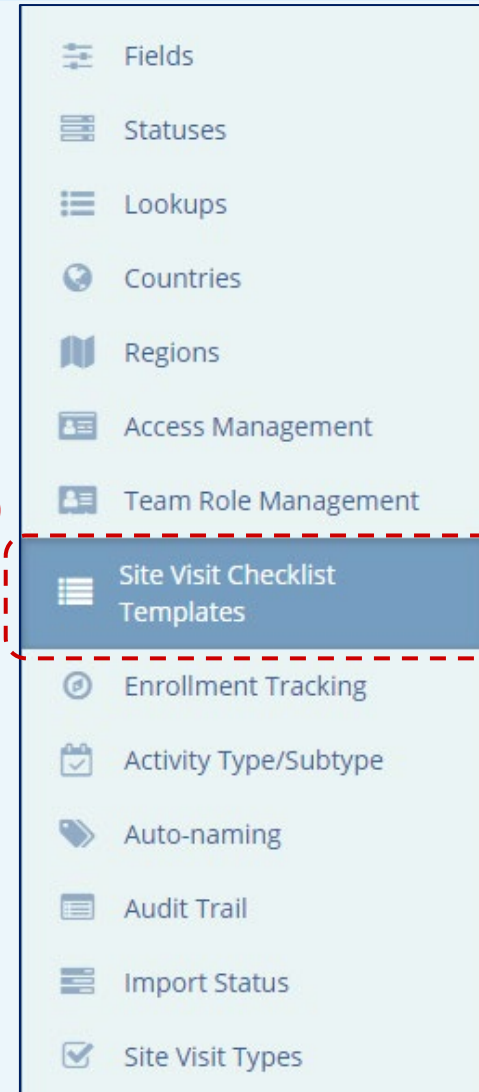 Fields
Statuses
Lookups
Countries
Regions
Access Management
Team Role Management
Site Visit Checklist
Templates
Enrollment Tracking
Activity Type/Subtype
Auto-naming
Audit Trail
Import Status
Site Visit Types